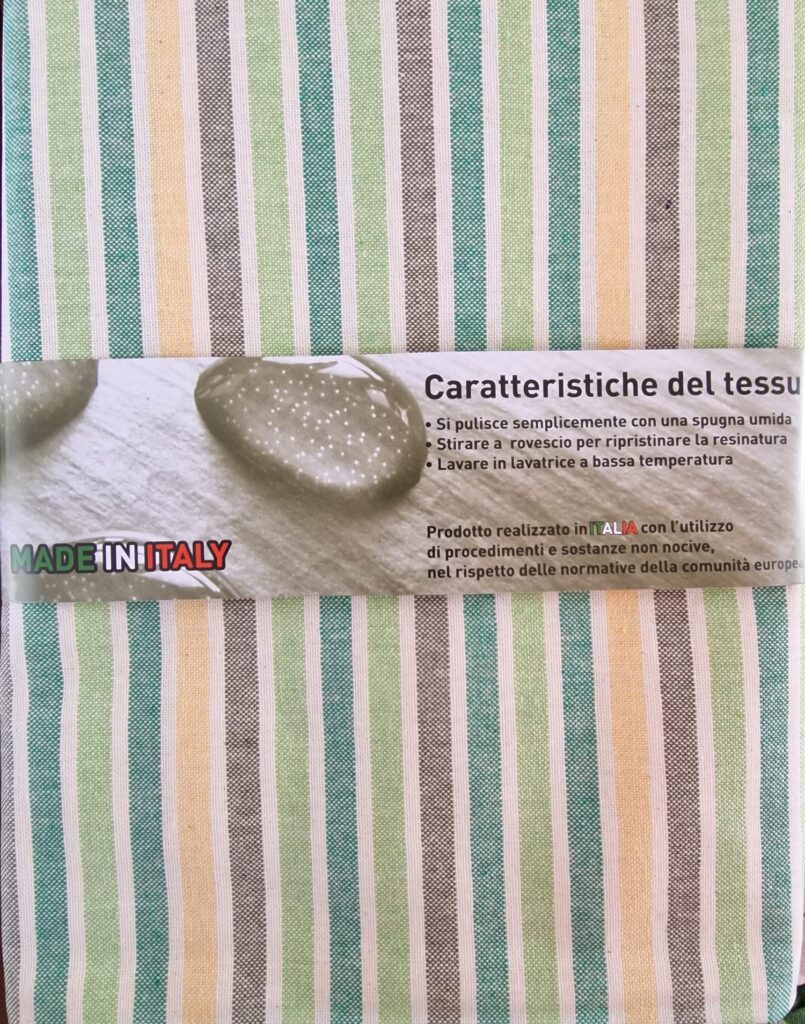 Caratteristiche del tessu
• Si pulisce semplicemente con una spugna umida
• Stirare a rovescio per ripristinare la resinatura
• Lavare in lavatrice a bassa temperatura
Prodotto realizzato in ITALIA con l'utilizzo
di procedimenti e sostanze non nocive,
nel rispetto delle normative della comunità europea
MADE IN ITALY